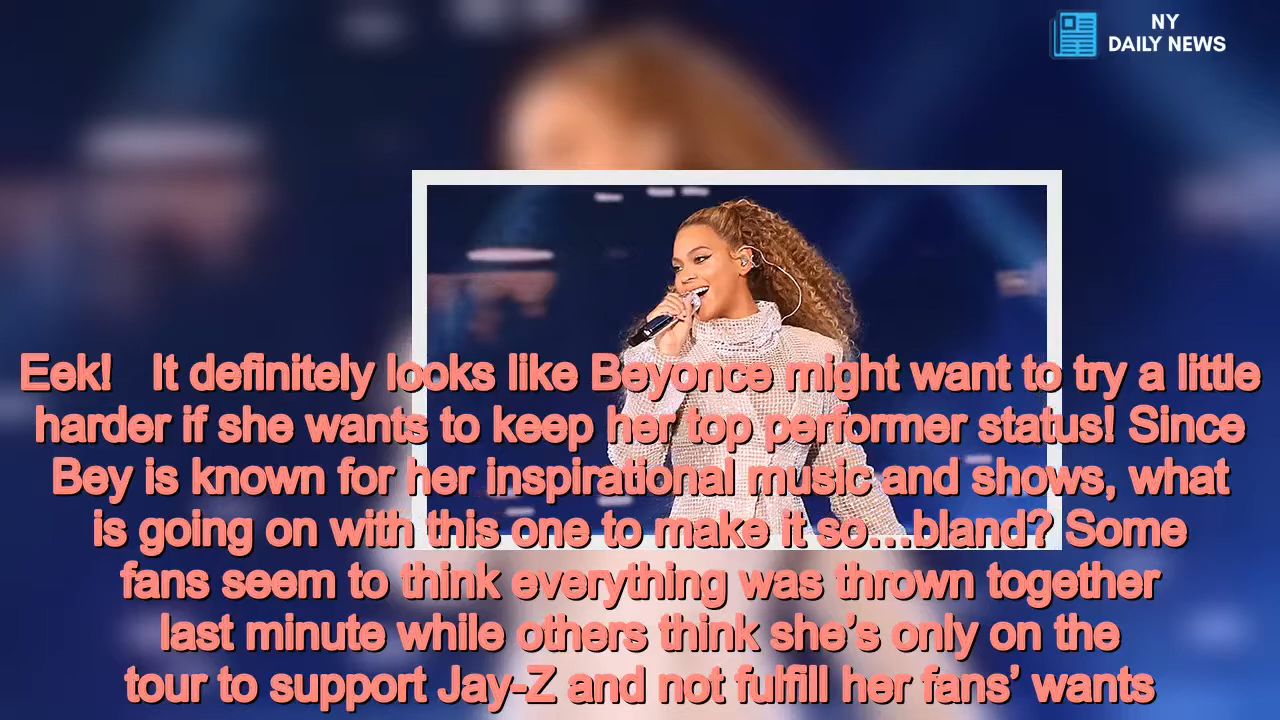 NY
DAILY NEWS
Eek!   It definitely looks like Beyonce might want to try a little
harder if she wants to keep her top performer status! Since
Bey is known for her inspirational music and shows, what
is going on with this one to make it so…bland? Some
fans seem to think everything was thrown together
last minute while others think she’s only on the
tour to support Jay-Z and not fulfill her fans’ wants